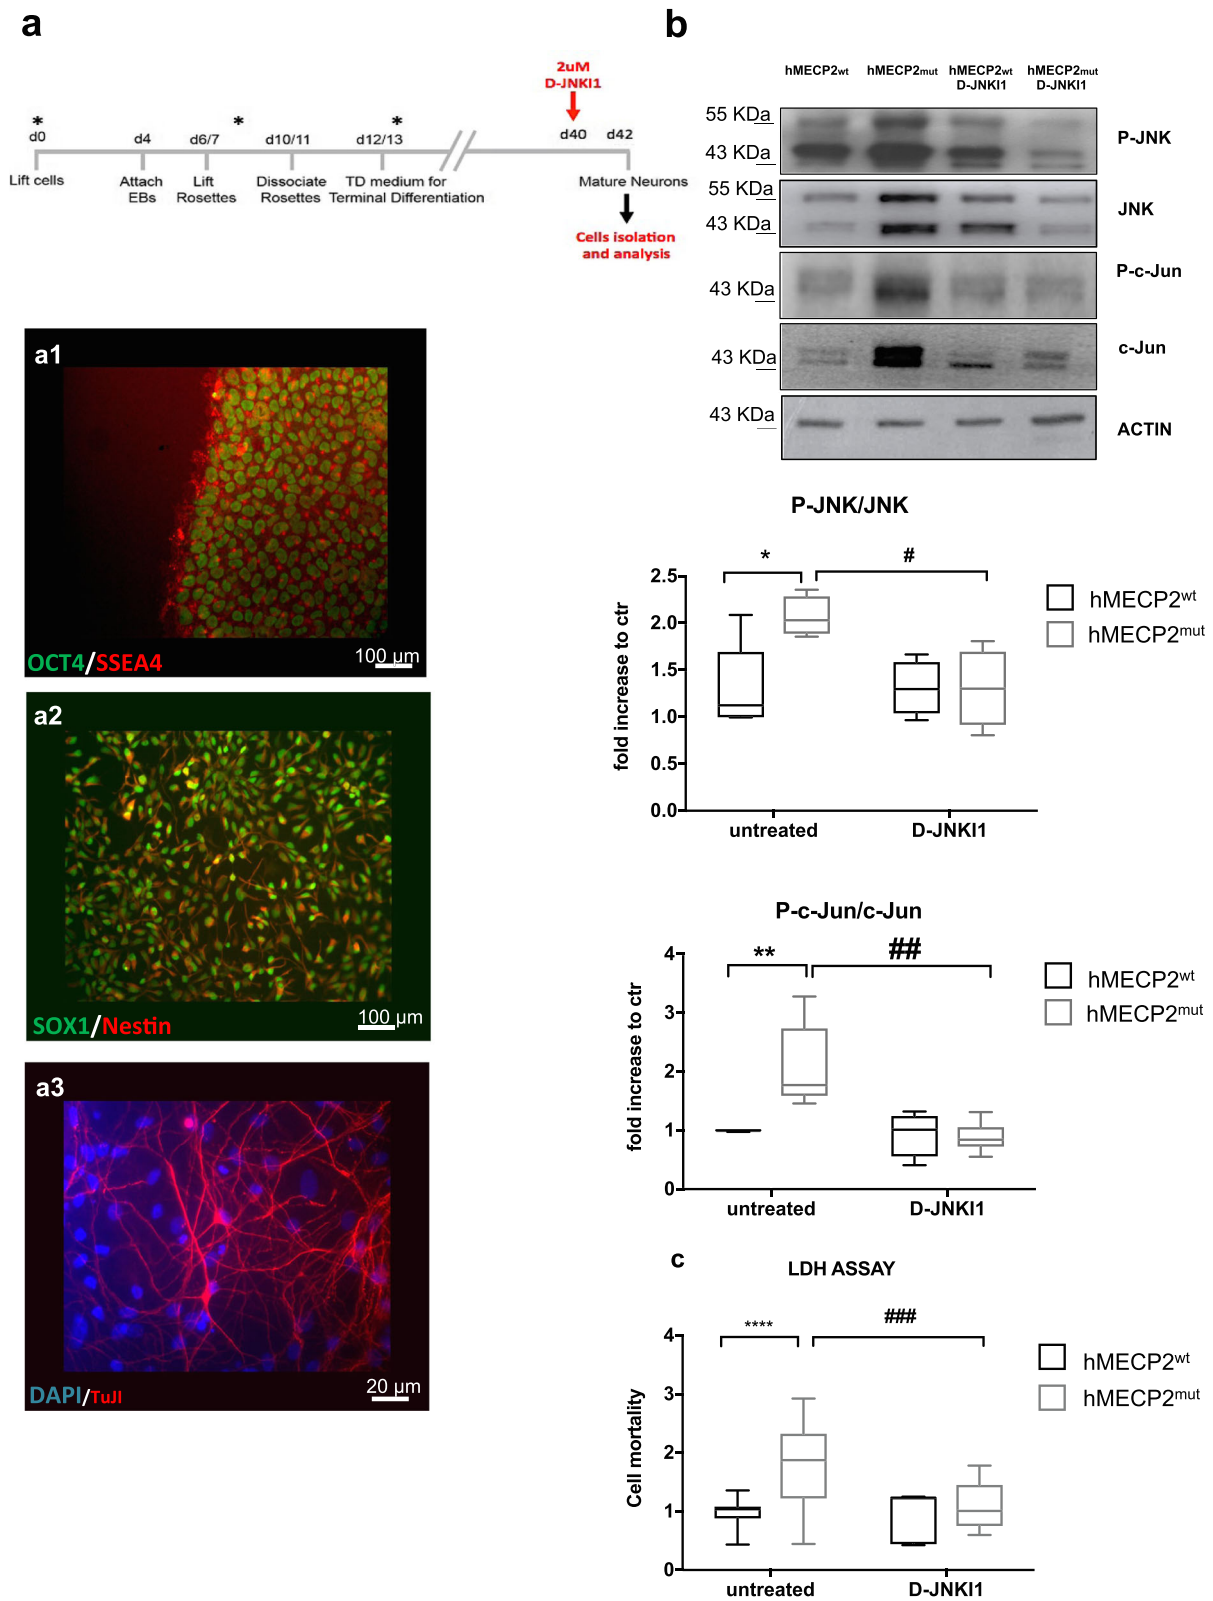 a
2uM
D-JNKI1
* * *
d0 d4 d6/7 d10/11 d12/13 d40 d42
Lift cells Attach EBs Lift Rosettes Dissociate Rosettes TD medium for Terminal Differentiation Mature Neurons
Cells isolation
and analysis
a1
OCT4/SSEA4
100 µm
a2
SOX1/Nestin
100 µm
a3
DAPI/TuJI
20 µm
b
hMECP2wt hMECP2mut hMECP2wt D-JNKI1 hMECP2mut D-JNKI1
55 KDa
43 KDa
P-JNK
55 KDa
43 KDa
JNK
43 KDa
P-c-Jun
43 KDa
c-Jun
43 KDa
ACTIN
P-JNK/JNK
* #
fold increase to ctr
2.5
2.0
1.5
1.0
0.5
0.0
untreated D-JNKI1
hMECP2wt
hMECP2mut
P-c-Jun/c-Jun
** ##
fold increase to ctr
4
3
2
1
0
untreated D-JNKI1
hMECP2wt
hMECP2mut
c
LDH ASSAY
**** ###
Cell mortality
4
3
2
1
0
untreated D-JNKI1
hMECP2wt
hMECP2mut